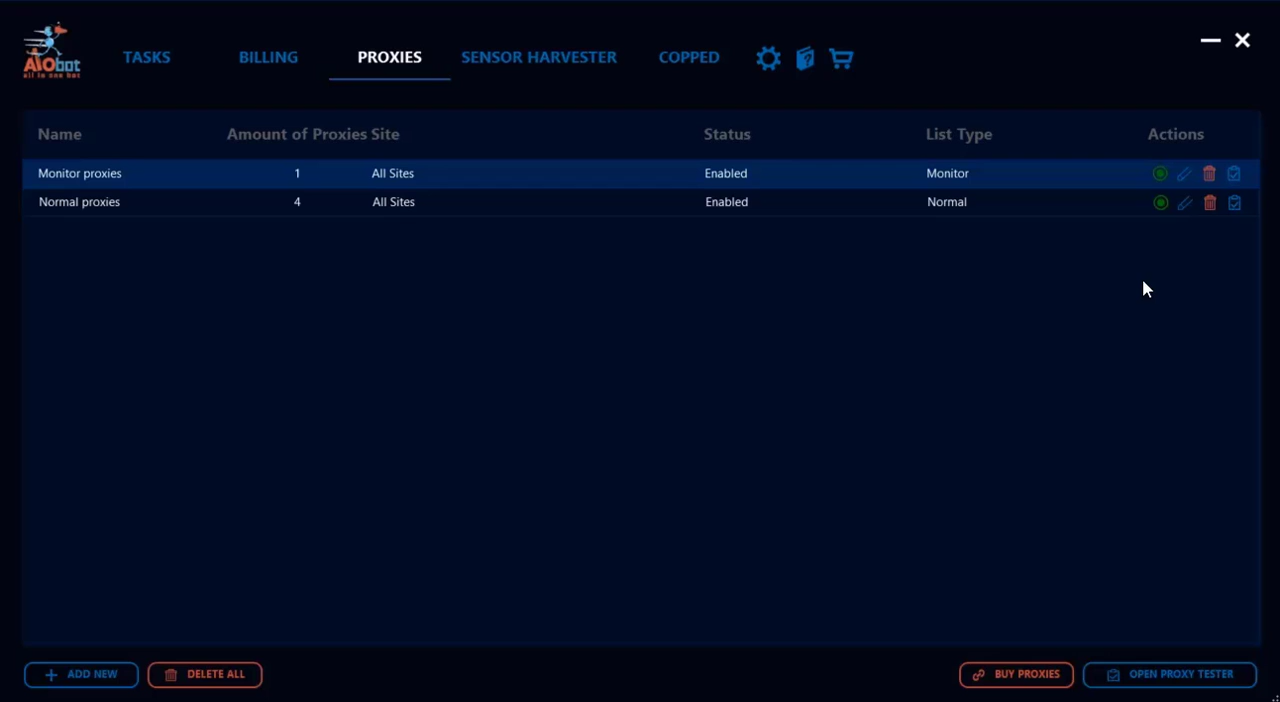 AIObot
all in one bot
TASKS BILLING PROXIES SENSOR HARVESTER COPPED
Name Amount of Proxies Site Status List Type Actions
Monitor proxies 1 All Sites Enabled Monitor
Normal proxies 4 All Sites Enabled Normal
ADD NEW DELETE ALL BUY PROXIES OPEN PROXY TESTER